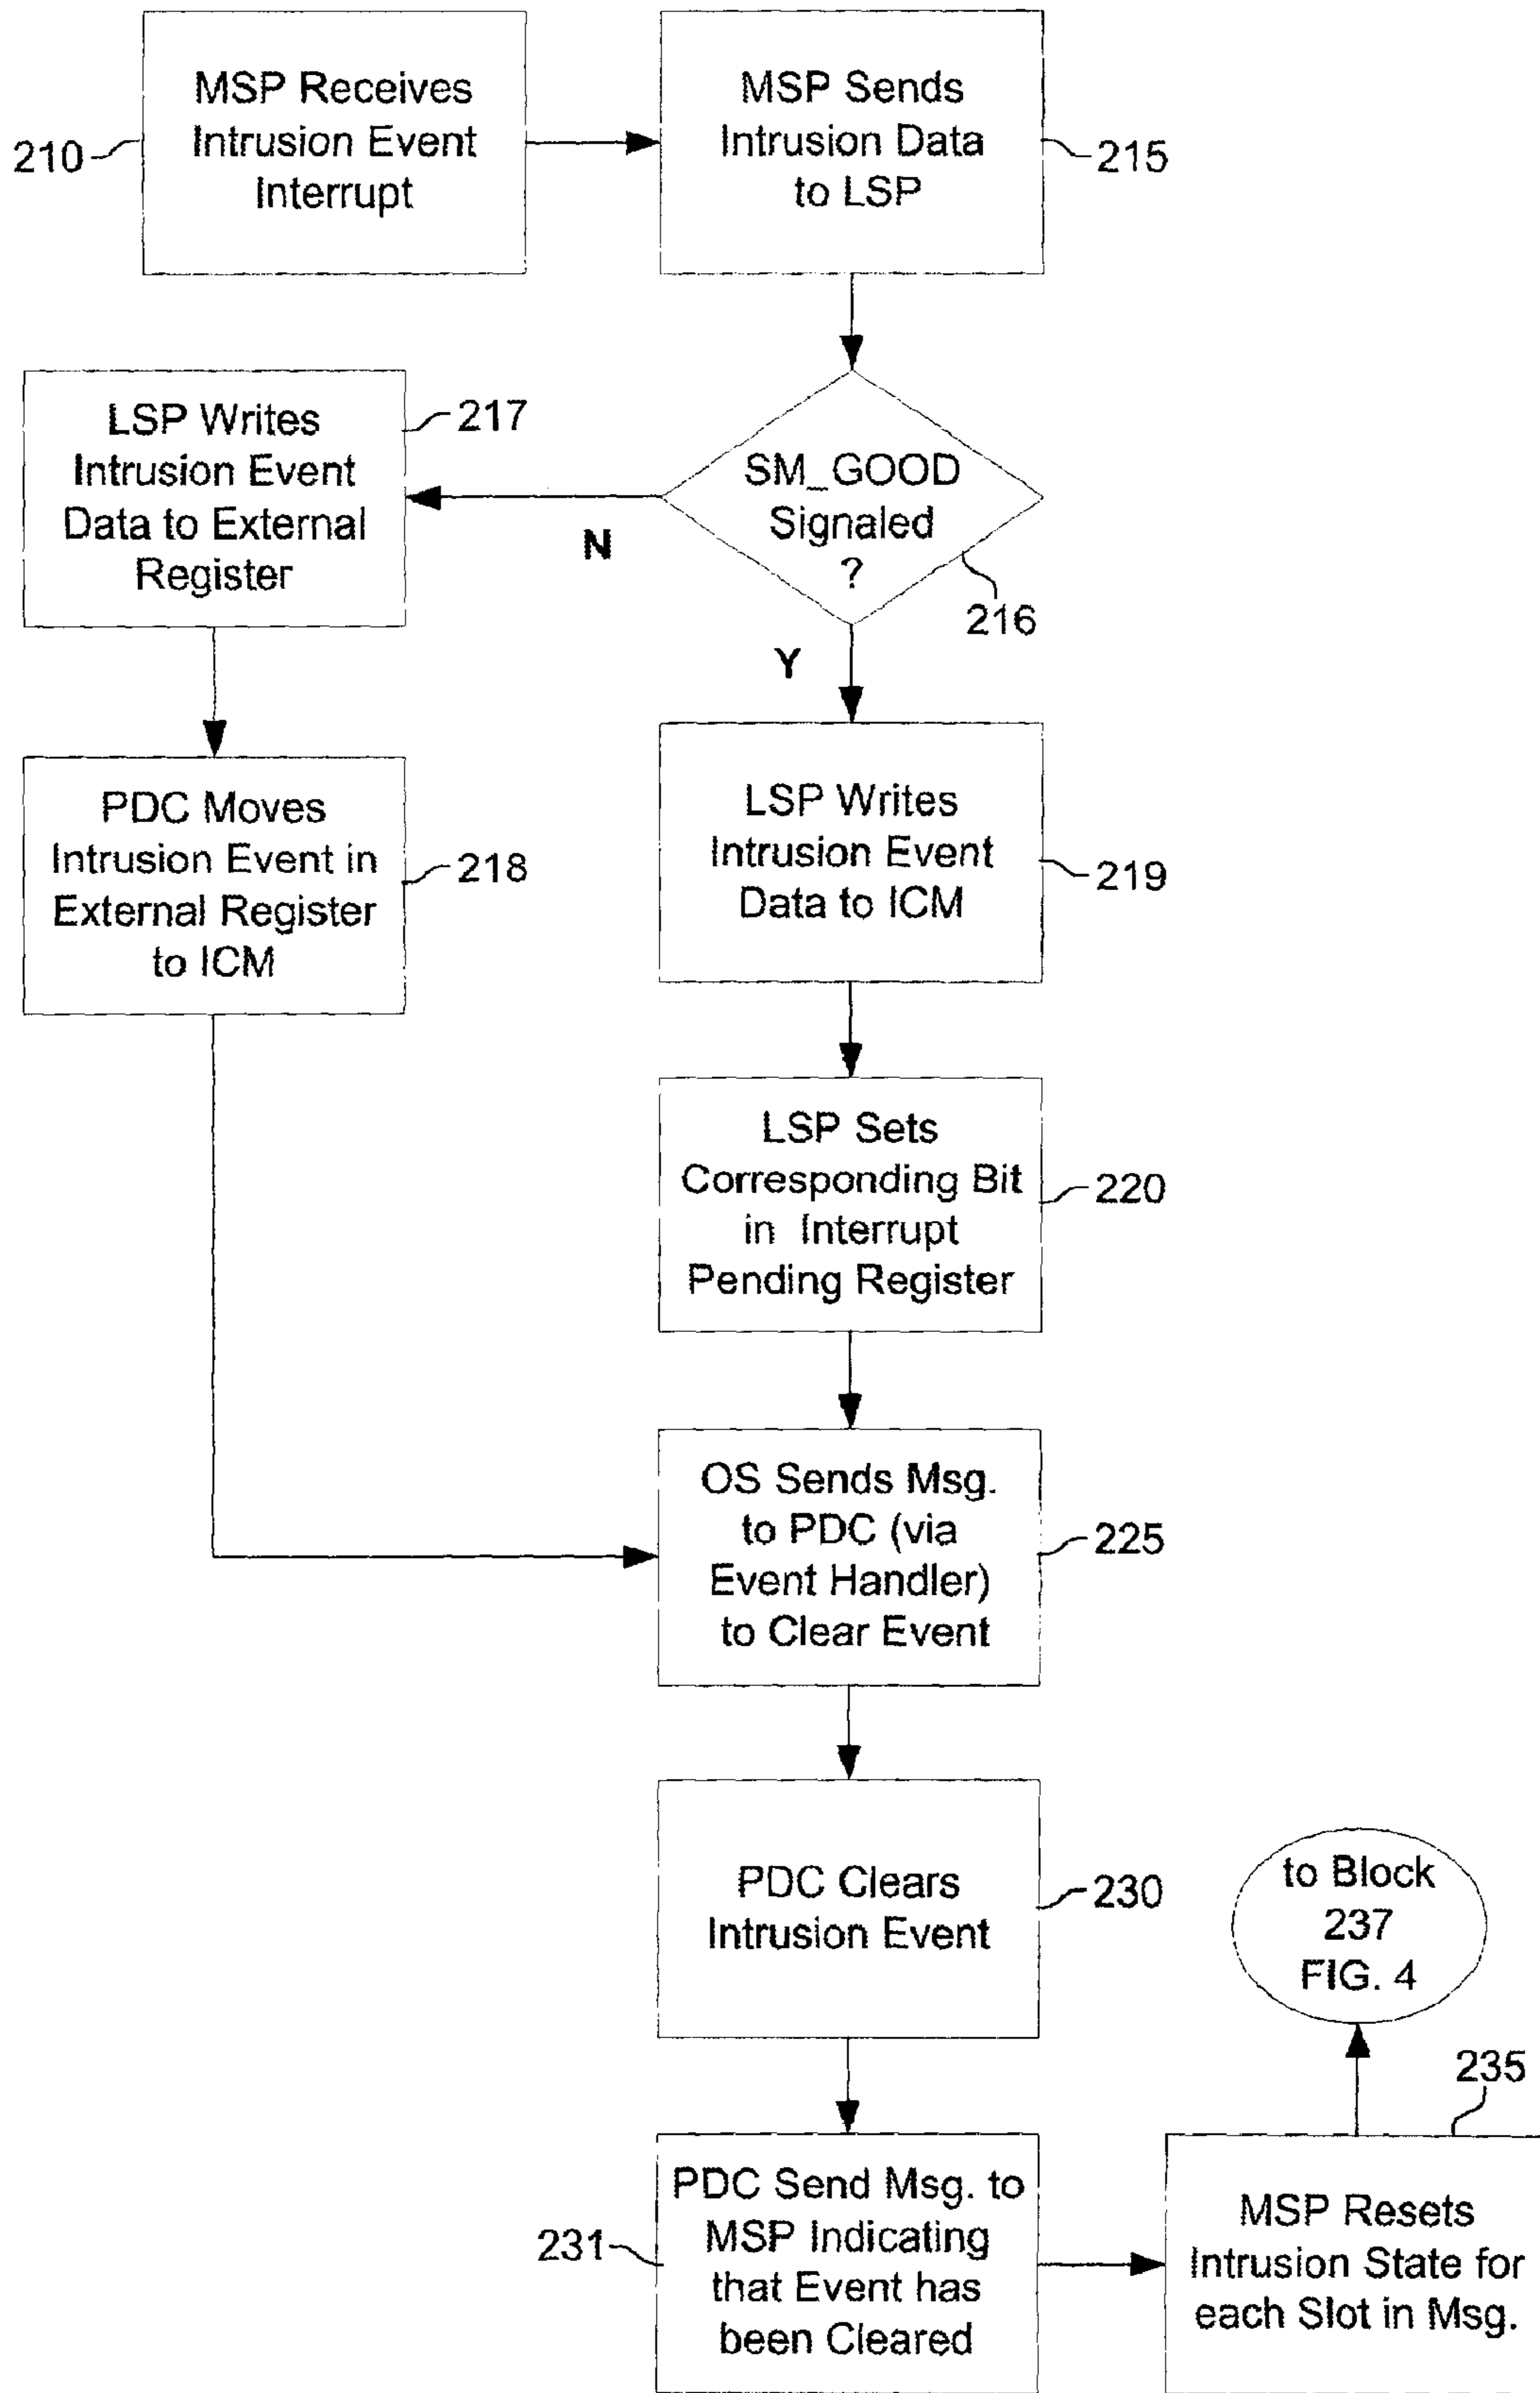 MSP Receives
Intrusion Event
Interrupt
210
MSP Sends
Intrusion Data
to LSP
215
SM_GOOD
Signaled
?
216
N
Y
LSP Writes
Intrusion Event
Data to External
Register
217
PDC Moves
Intrusion Event in
External Register
to ICM
218
LSP Writes
Intrusion Event
Data to ICM
219
LSP Sets
Corresponding Bit
in Interrupt
Pending Register
220
OS Sends Msg.
to PDC (via
Event Handler)
to Clear Event
225
PDC Clears
Intrusion Event
230
PDC Send Msg. to
MSP Indicating
that Event has
been Cleared
231
MSP Resets
Intrusion State for
each Slot in Msg.
235
to Block
237
FIG. 4